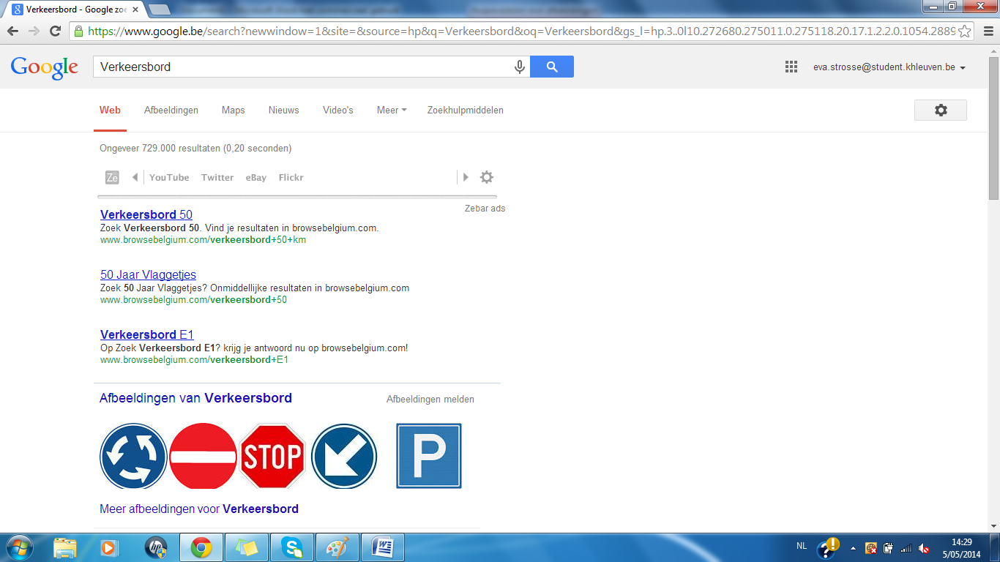 Verkeersbord - Google zoe
https://www.google.be/search?newwindow=1&site=&source=hp&q=Verkeersbord&oq=Verkeersbord&gs_l=hp.3..0l10.272680.275011.0.275118.20.17.1.2.2.0.1054.2889
Google
Verkeersbord
eva.strosse@student.khleuven.be
Web Afbeeldingen Maps Nieuws Video's Meer Zoekhulpmiddelen
Ongeveer 729.000 resultaten (0,20 seconden)
Ze YouTube Twitter eBay Flickr
Zebar ads
Verkeersbord 50
Zoek Verkeersbord 50. Vind je resultaten in browsebelgium.com.
www.browsebelgium.com/verkeersbord+50+km
50 Jaar Vlaggetjes
Zoek 50 Jaar Vlaggetjes? Onmiddellijke resultaten in browsebelgium.com
www.browsebelgium.com/verkeersbord+50
Verkeersbord E1
Op Zoek Verkeersbord E1? krijg je antwoord nu op browsebelgium.com!
www.browsebelgium.com/verkeersbord+E1
Afbeeldingen van Verkeersbord Afbeeldingen melden
STOP P
Meer afbeeldingen voor Verkeersbord
NL 14:29
5/05/2014